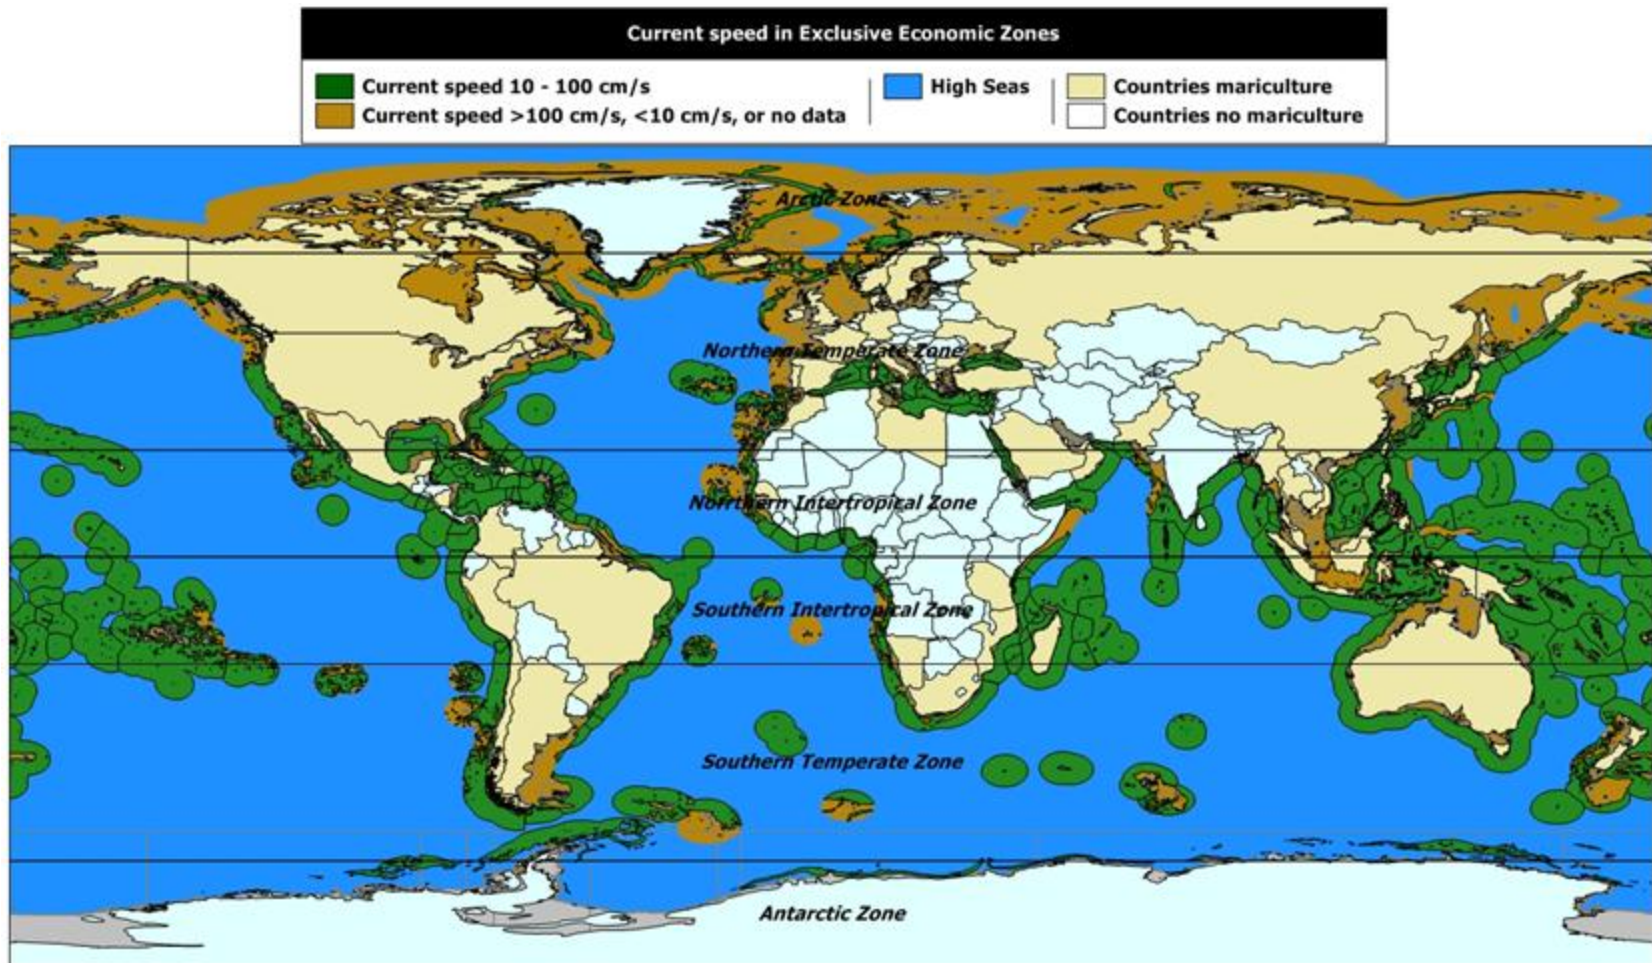 Current speed in Exclusive Economic Zones
Current speed 10 - 100 cm/s
High Seas
Countries mariculture
Current speed >100 cm/s, <10 cm/s, or no data
Countries no mariculture
Arctic Zone
Northern Temperate Zone
Norrthern Intertropical Zone
Southern Intertropical Zone
Southern Temperate Zone
Antarctic Zone